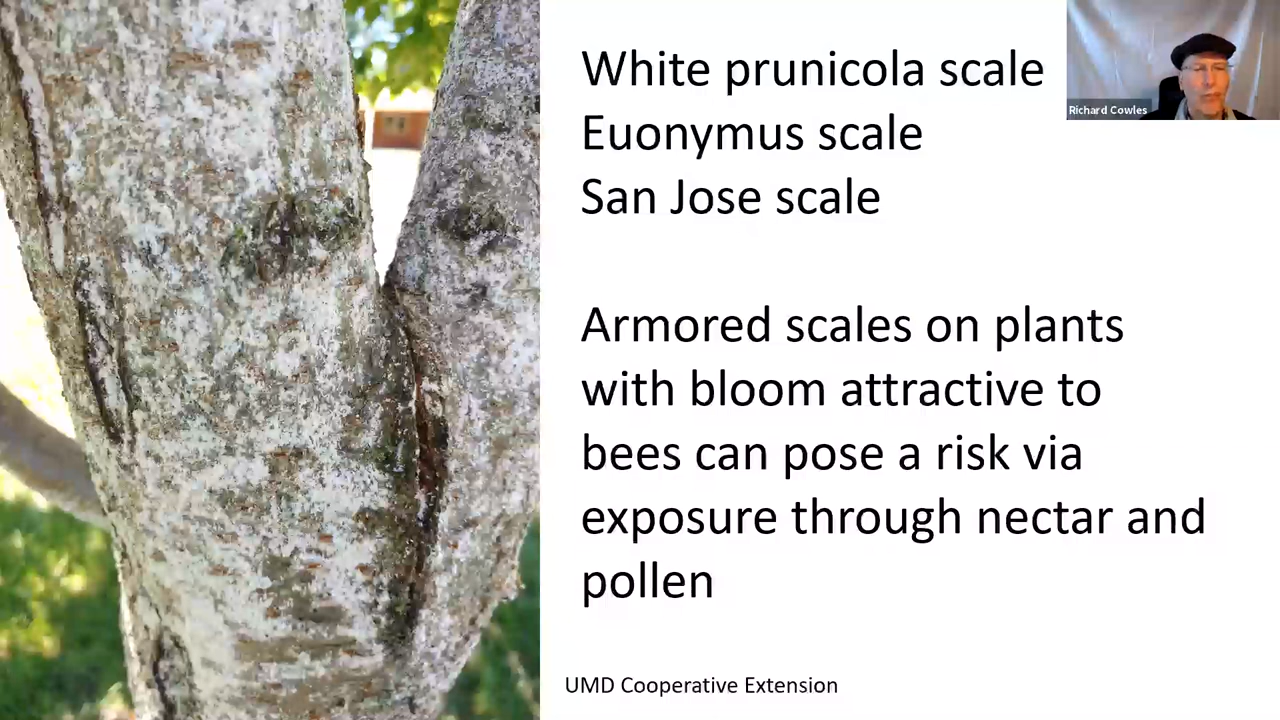 White prunicola scale
Euonymus scale
San Jose scale
Richard Cowles
Armored scales on plants
with bloom attractive to
bees can pose a risk via
exposure through nectar and
pollen
UMD Cooperative Extension